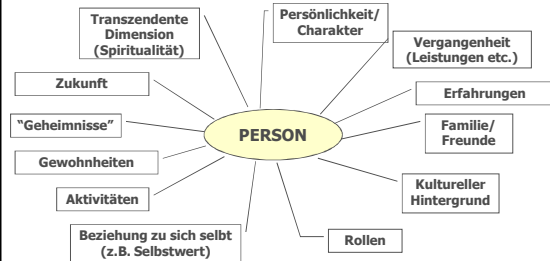 Transzendente
Dimension
(Spiritualität)
Persönlichkeit/
Charakter
Vergangenheit
(Leistungen etc.)
Zukunft
Erfahrungen
"Geheimnisse"
PERSON
Familie/
Freunde
Gewohnheiten
Kultureller
Hintergrund
Aktivitäten
Beziehung zu sich selbt
(z.B. Selbstwert)
Rollen